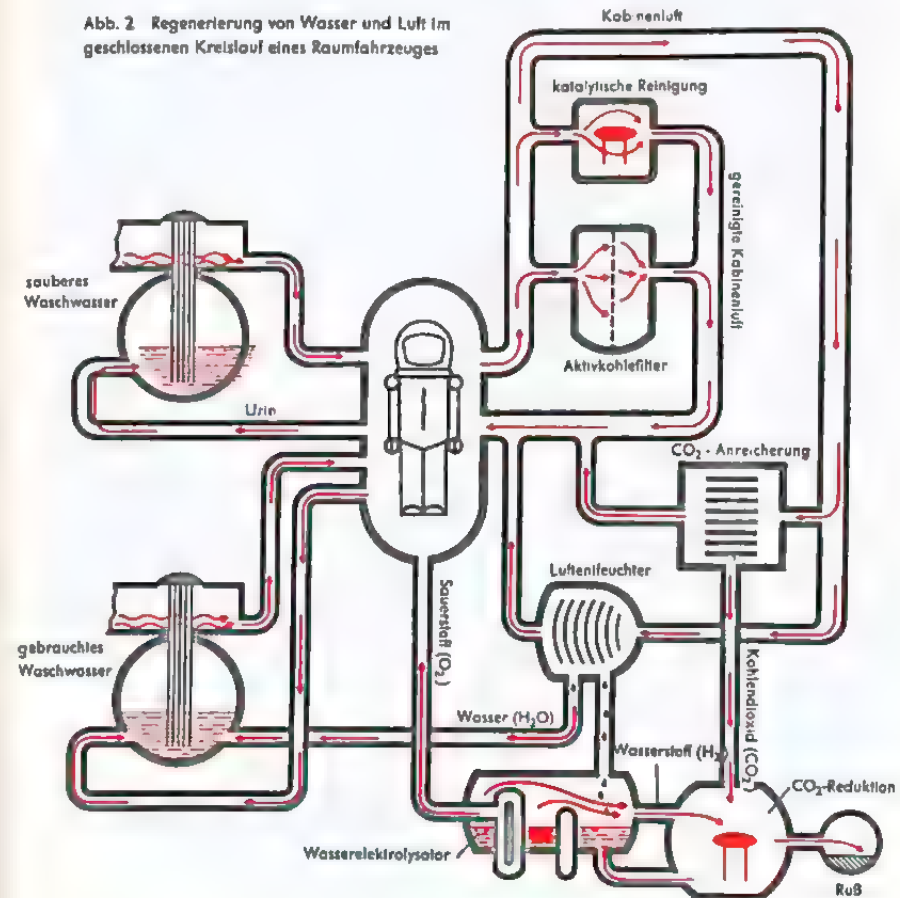 Abb. 2 Regenerierung von Wasser und Luft im
geschlossenen Kreislauf eines Raumfahrzeuges
Kabinenluft
katalytische Reinigung
gereinigte Kabinenluft
sauberes
Waschwasser
Aktivkohlefilter
Urin
CO₂ - Anreicherung
Luftentfeuchter
Sauerstoff (O₂)
gebrauchtes
Waschwasser
Kohlendioxid (CO₂)
Wasser (H₂O)
Wasserstoff (H₂)
CO₂-Reduktion
Wasserelektrolysator
Ruß